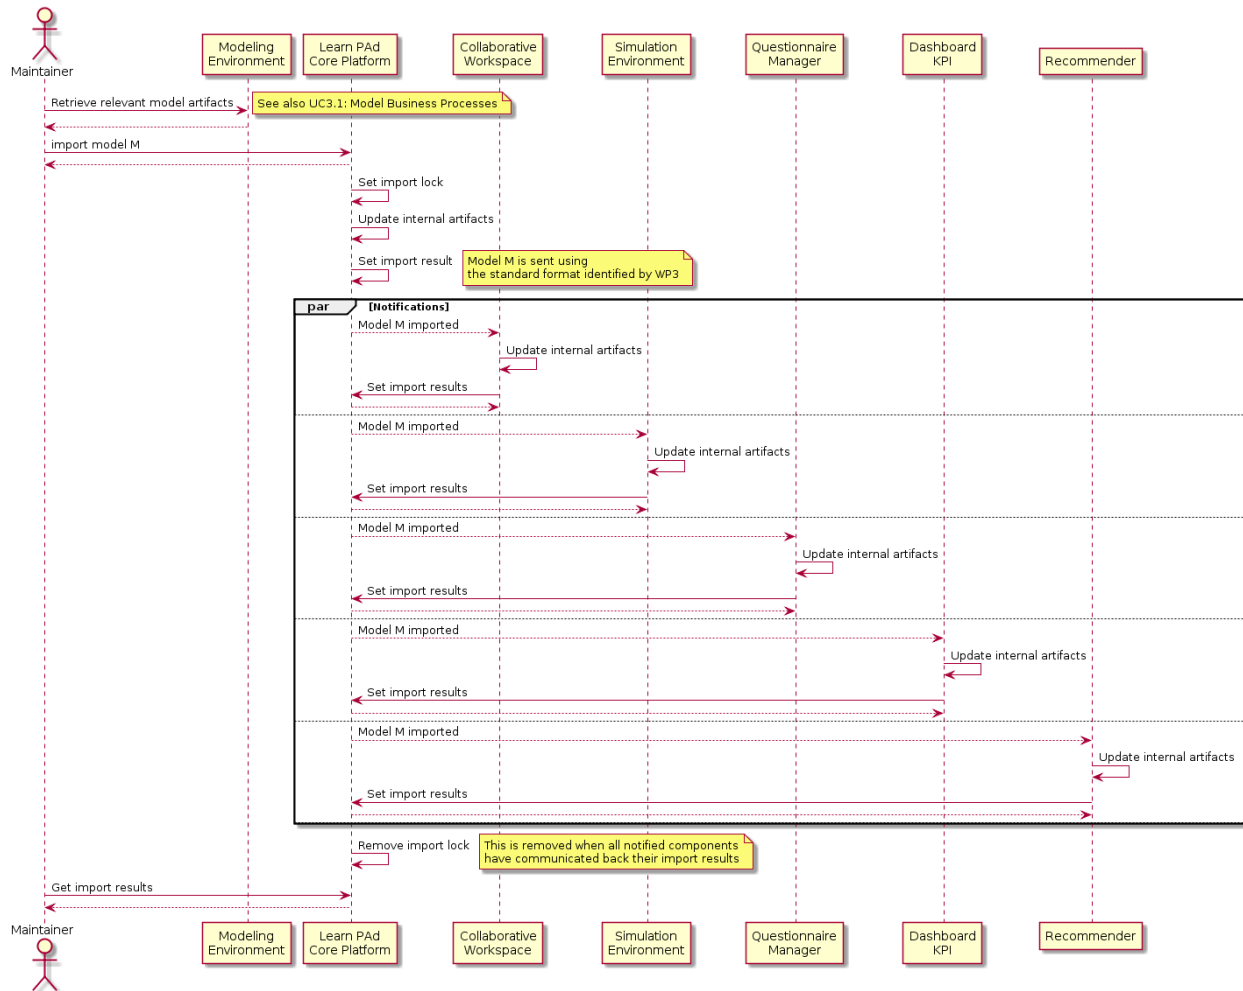 Maintainer
Modeling
Environment
Learn PAd
Core Platform
Collaborative
Workspace
Simulation
Environment
Questionnaire
Manager
Dashboard
KPI
Recommender
Retrieve relevant model artifacts
See also UC3.1: Model Business Processes
import model M
Set import lock
Update internal artifacts
Set import result
Model M is sent using
the standard format identified by WP3
par
[Notifications]
Model M imported
Update internal artifacts
Set import results
Model M imported
Update internal artifacts
Set import results
Model M imported
Update internal artifacts
Set import results
Model M imported
Update internal artifacts
Set import results
Model M imported
Update internal artifacts
Set import results
Remove import lock
This is removed when all notified components
have communicated back their import results
Get import results
Maintainer
Modeling
Environment
Learn PAd
Core Platform
Collaborative
Workspace
Simulation
Environment
Questionnaire
Manager
Dashboard
KPI
Recommender